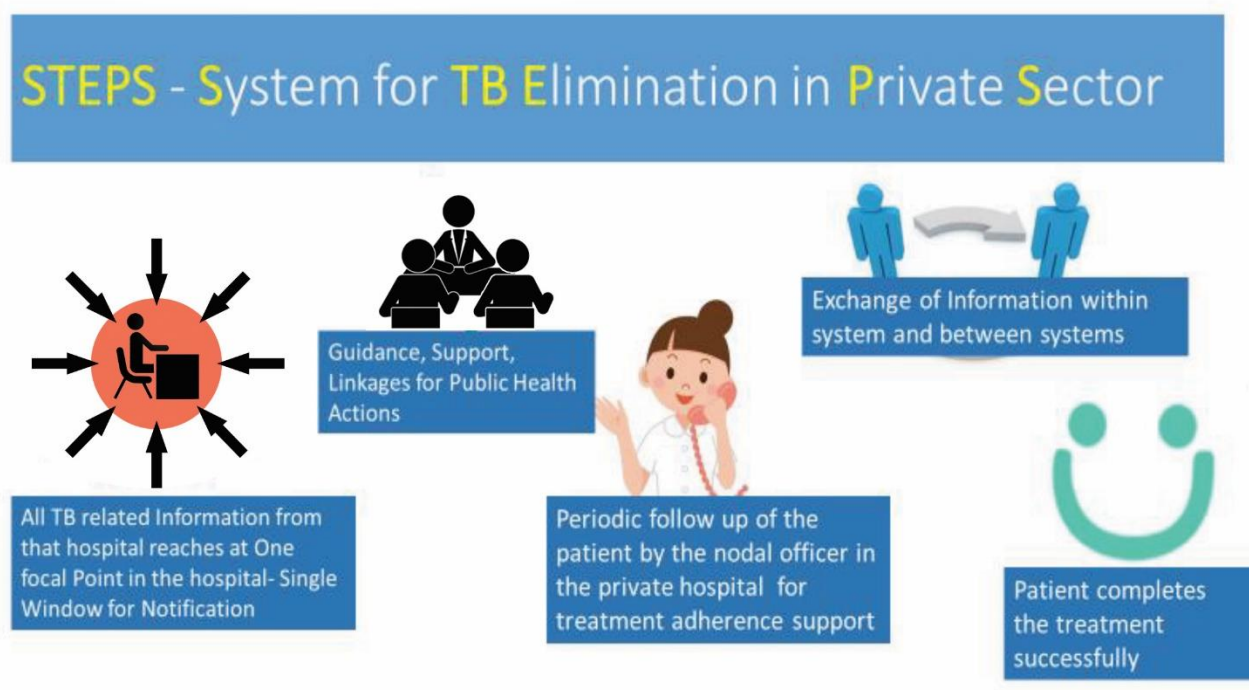 STEPS - System for TB Elimination in Private Sector
All TB related Information from
that hospital reaches at One
focal Point in the hospital- Single
Window for Notification
Guidance, Support,
Linkages for Public Health
Actions
Periodic follow up of the
patient by the nodal officer in
the private hospital for
treatment adherence support
Exchange of Information within
system and between systems
Patient completes
the treatment
successfully